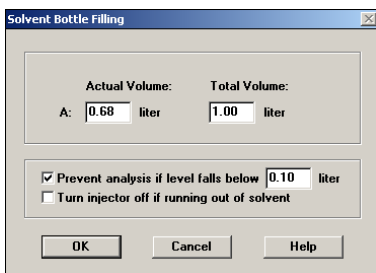 Solvent Bottle Filling
Actual Volume: Total Volume:
A: 0.68 liter 1.00 liter
Prevent analysis if level falls below 0.10 liter
Turn injector off if running out of solvent
OK Cancel Help